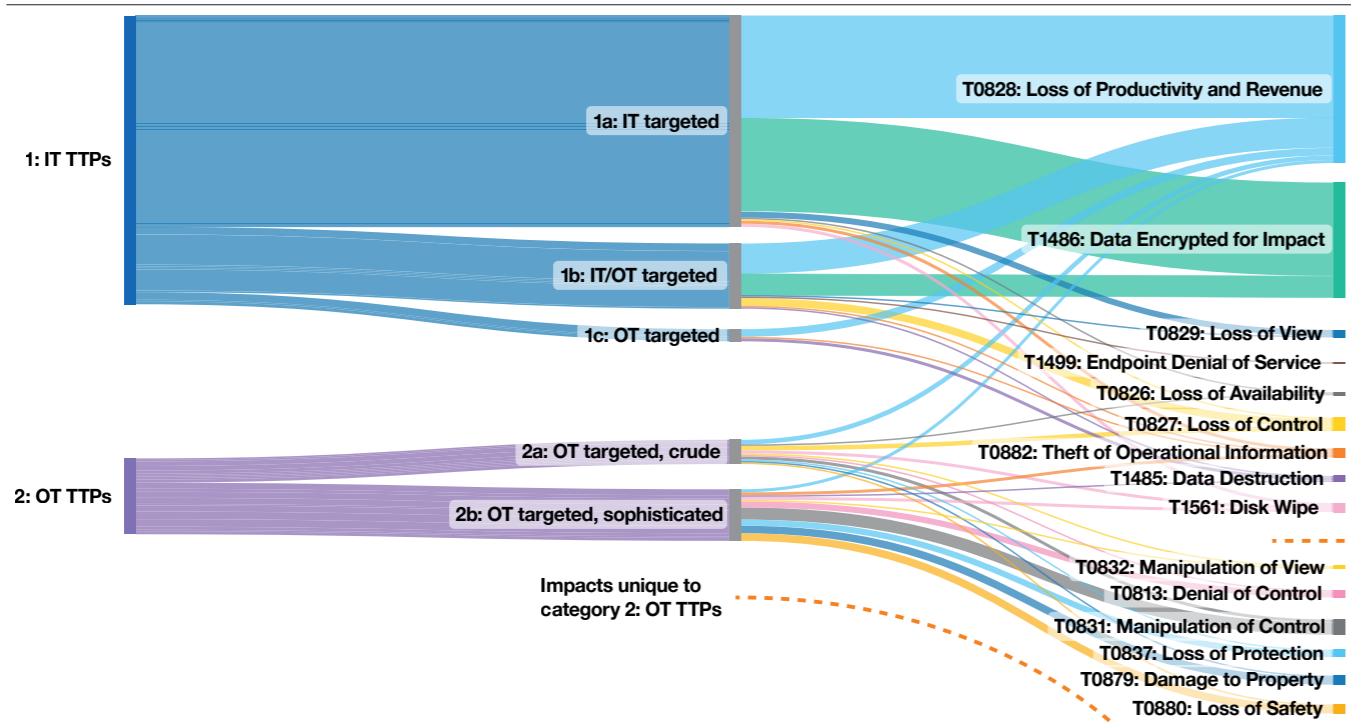 1: IT TTPs
2: OT TTPs
1a: IT targeted
1b: IT/OT targeted
1c: OT targeted
2a: OT targeted, crude
2b: OT targeted, sophisticated
Impacts unique to
category 2: OT TTPs
T0828: Loss of Productivity and Revenue
T1486: Data Encrypted for Impact
T0829: Loss of View
T1499: Endpoint Denial of Service
T0826: Loss of Availability
T0827: Loss of Control
T0882: Theft of Operational Information
T1485: Data Destruction
T1561: Disk Wipe
T0832: Manipulation of View
T0813: Denial of Control
T0831: Manipulation of Control
T0837: Loss of Protection
T0879: Damage to Property
T0880: Loss of Safety